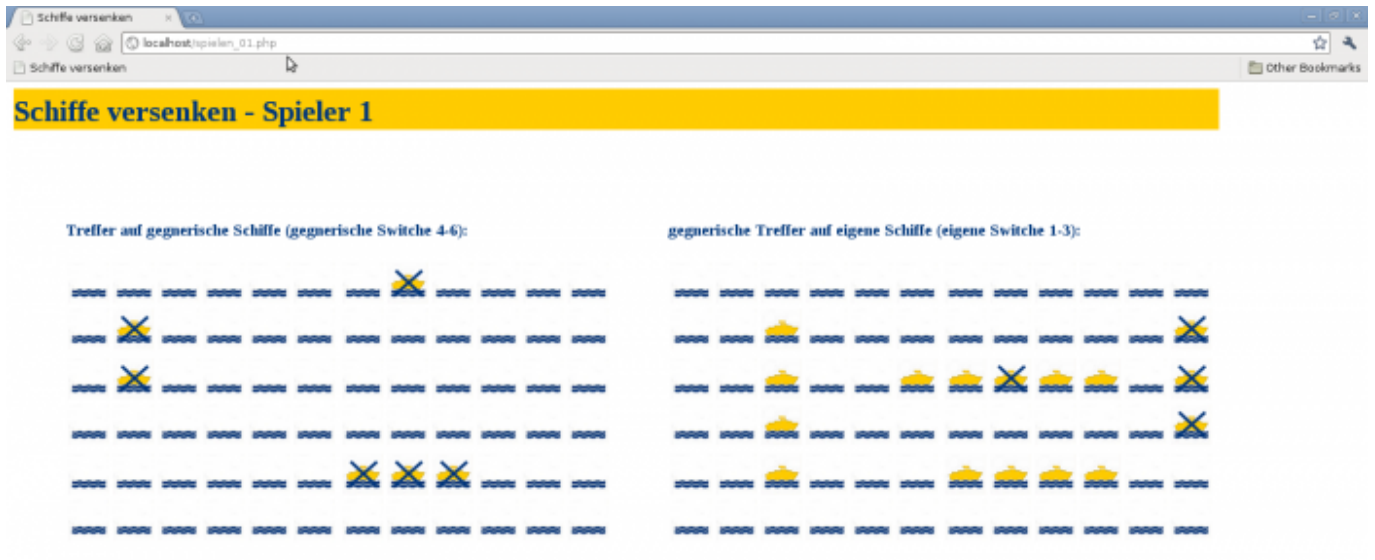 Schiffe versenken
localhost/spielen_01.php
Schiffe versenken
Other Bookmarks
Schiffe versenken - Spieler 1
Treffer auf gegnerische Schiffe (gegnerische Switche 4-6):
gegnerische Treffer auf eigene Schiffe (eigene Switche 1-3):